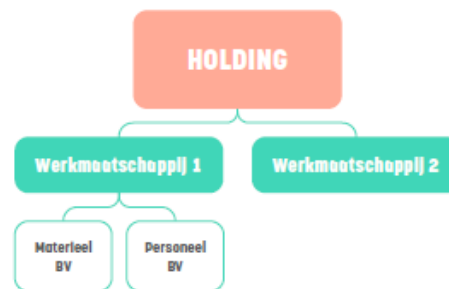 HOLDING
Werkmaatschappij 1
Werkmaatschappij 2
Materieel
BV
Personeel
BV